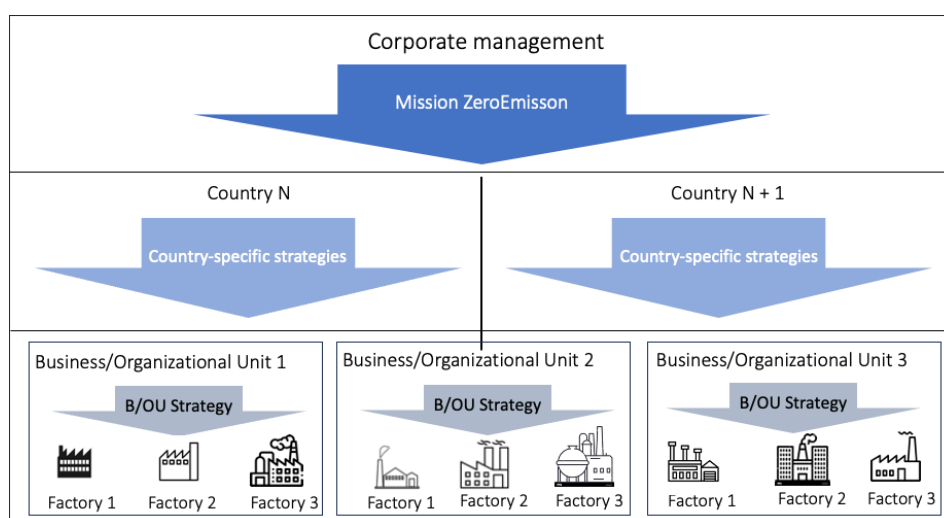 Corporate management
Mission ZeroEmisson
Country N
Country N + 1
Country-specific strategies
Country-specific strategies
Business/Organizational Unit 1
Business/Organizational Unit 2
Business/Organizational Unit 3
B/OU Strategy
B/OU Strategy
B/OU Strategy
Factory 1
Factory 2
Factory 3
Factory 1
Factory 2
Factory 3
Factory 1
Factory 2
Factory 3